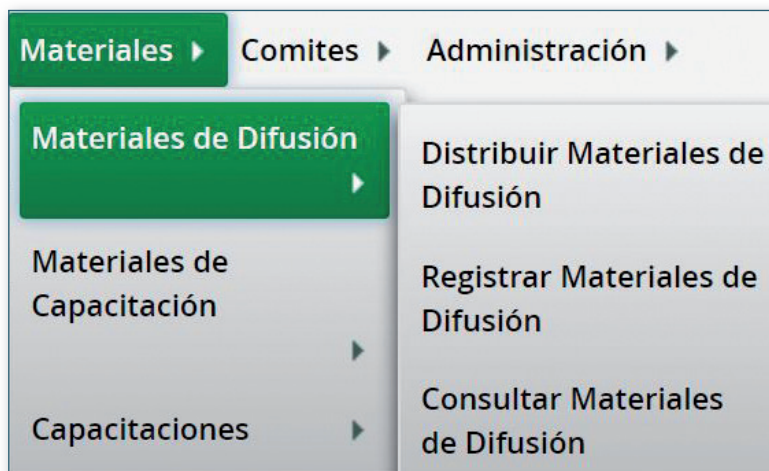 Materiales Comites Administración
Materiales de Difusión
Materiales de
Capacitación
Capacitaciones
Distribuir Materiales de
Difusión
Registrar Materiales de
Difusión
Consultar Materiales
de Difusión